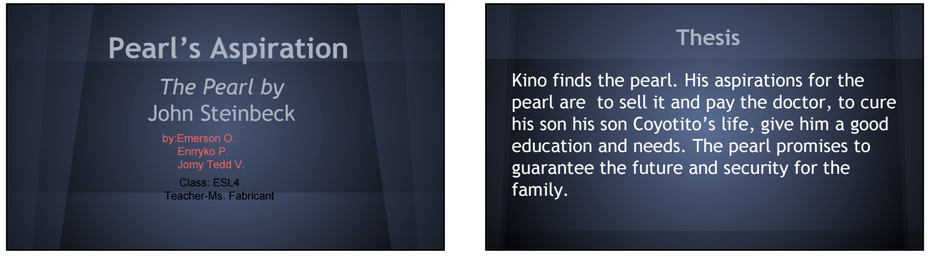 Pearl's Aspiration
The Pearl by
John Steinbeck
by:Emerson O.
Enrryko P.
Jomy Tedd V.
Class: ESL4
Teacher-Ms. Fabricant
Thesis
Kino finds the pearl. His aspirations for the
pearl are  to sell it and pay the doctor, to cure
his son his son Coyotito's life, give him a good
education and needs. The pearl promises to
guarantee the future and security for the
family.